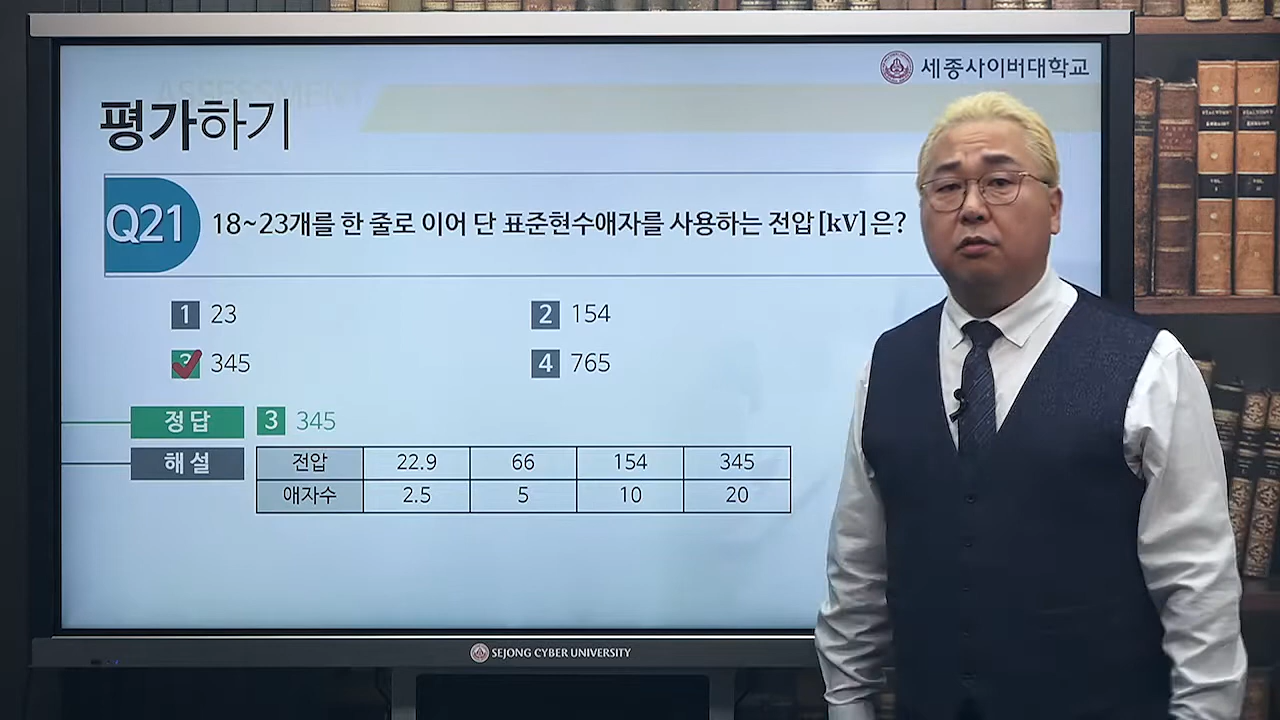 세종사이버대학교
ASSESSMENT
평가하기
Q21 18~23개를 한 줄로 이어 단 표준현수애자를 사용하는 전압[kV]은?
1 23
2 154
3 345
4 765
정답 3 345
해설
전압 22.9 66 154 345
애자수 2.5 5 10 20
SEJONG CYBER UNIVERSITY